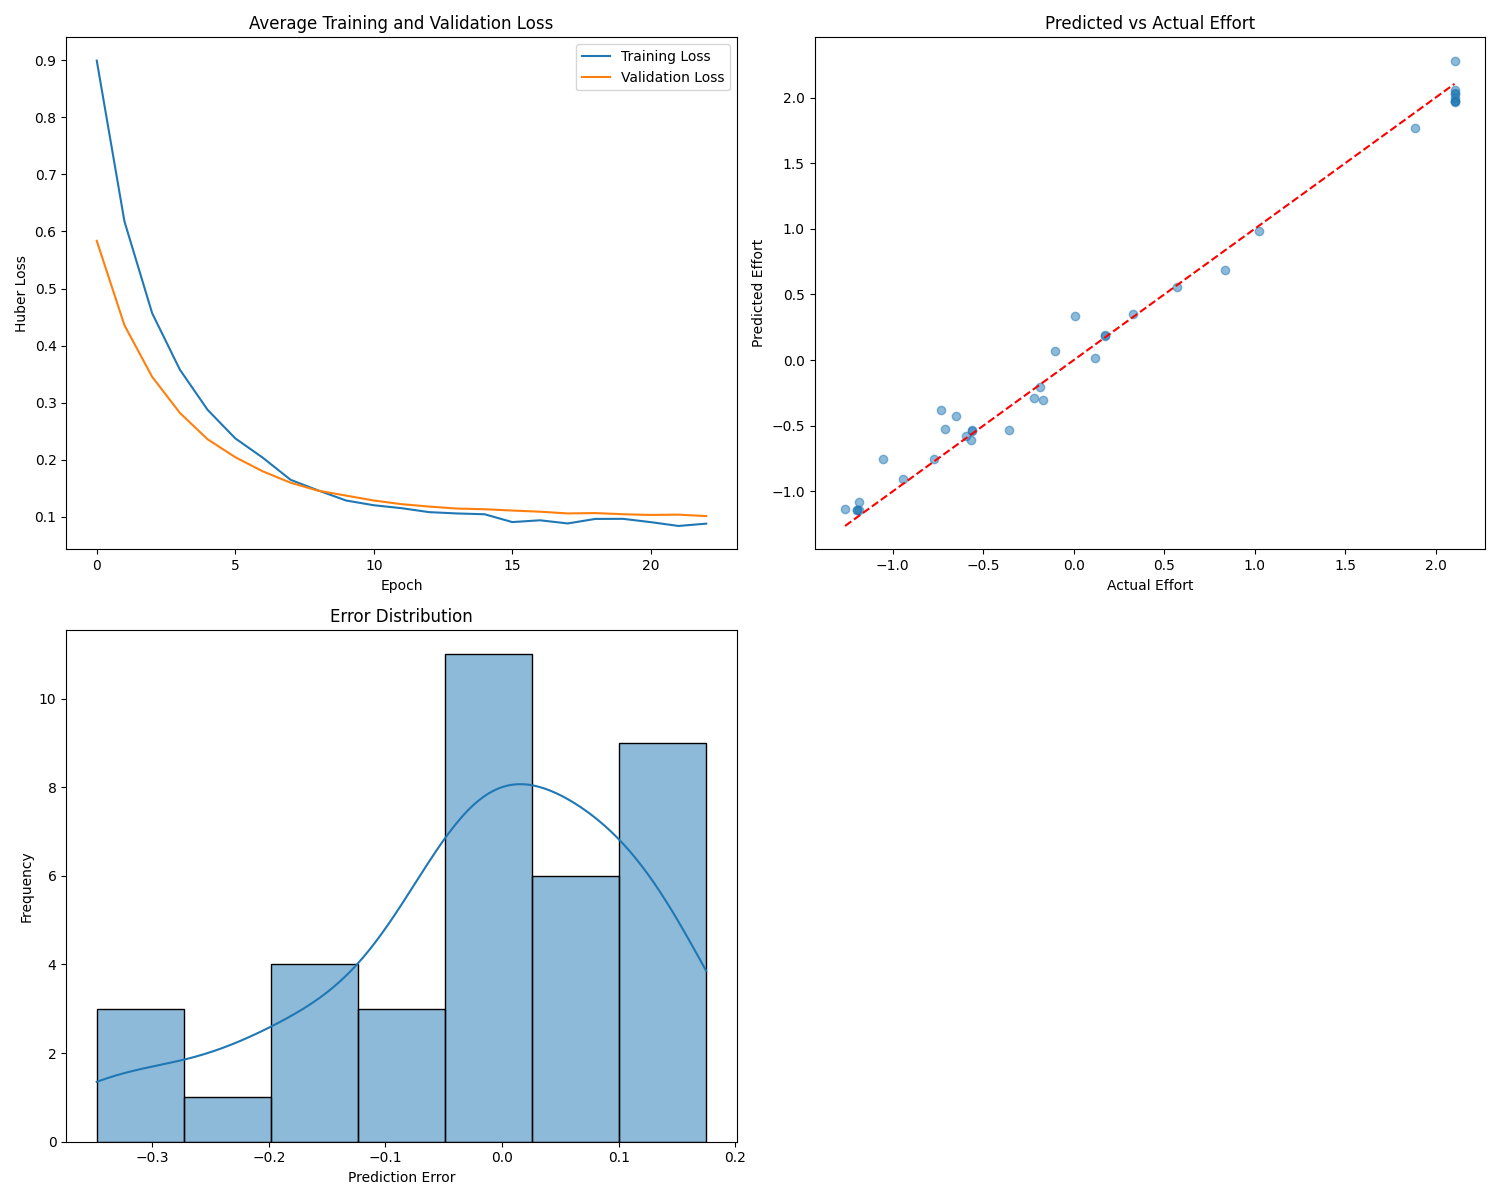 Average Training and Validation Loss
Training Loss
Validation Loss
0.9
0.8
0.7
0.6
0.5
0.4
0.3
0.2
0.1
Huber Loss
0 5 10 15 20
Epoch
Predicted vs Actual Effort
2.0
1.5
1.0
0.5
0.0
−0.5
−1.0
Predicted Effort
−1.0 −0.5 0.0 0.5 1.0 1.5 2.0
Actual Effort
Error Distribution
10
8
6
4
2
0
Frequency
−0.3 −0.2 −0.1 0.0 0.1 0.2
Prediction Error